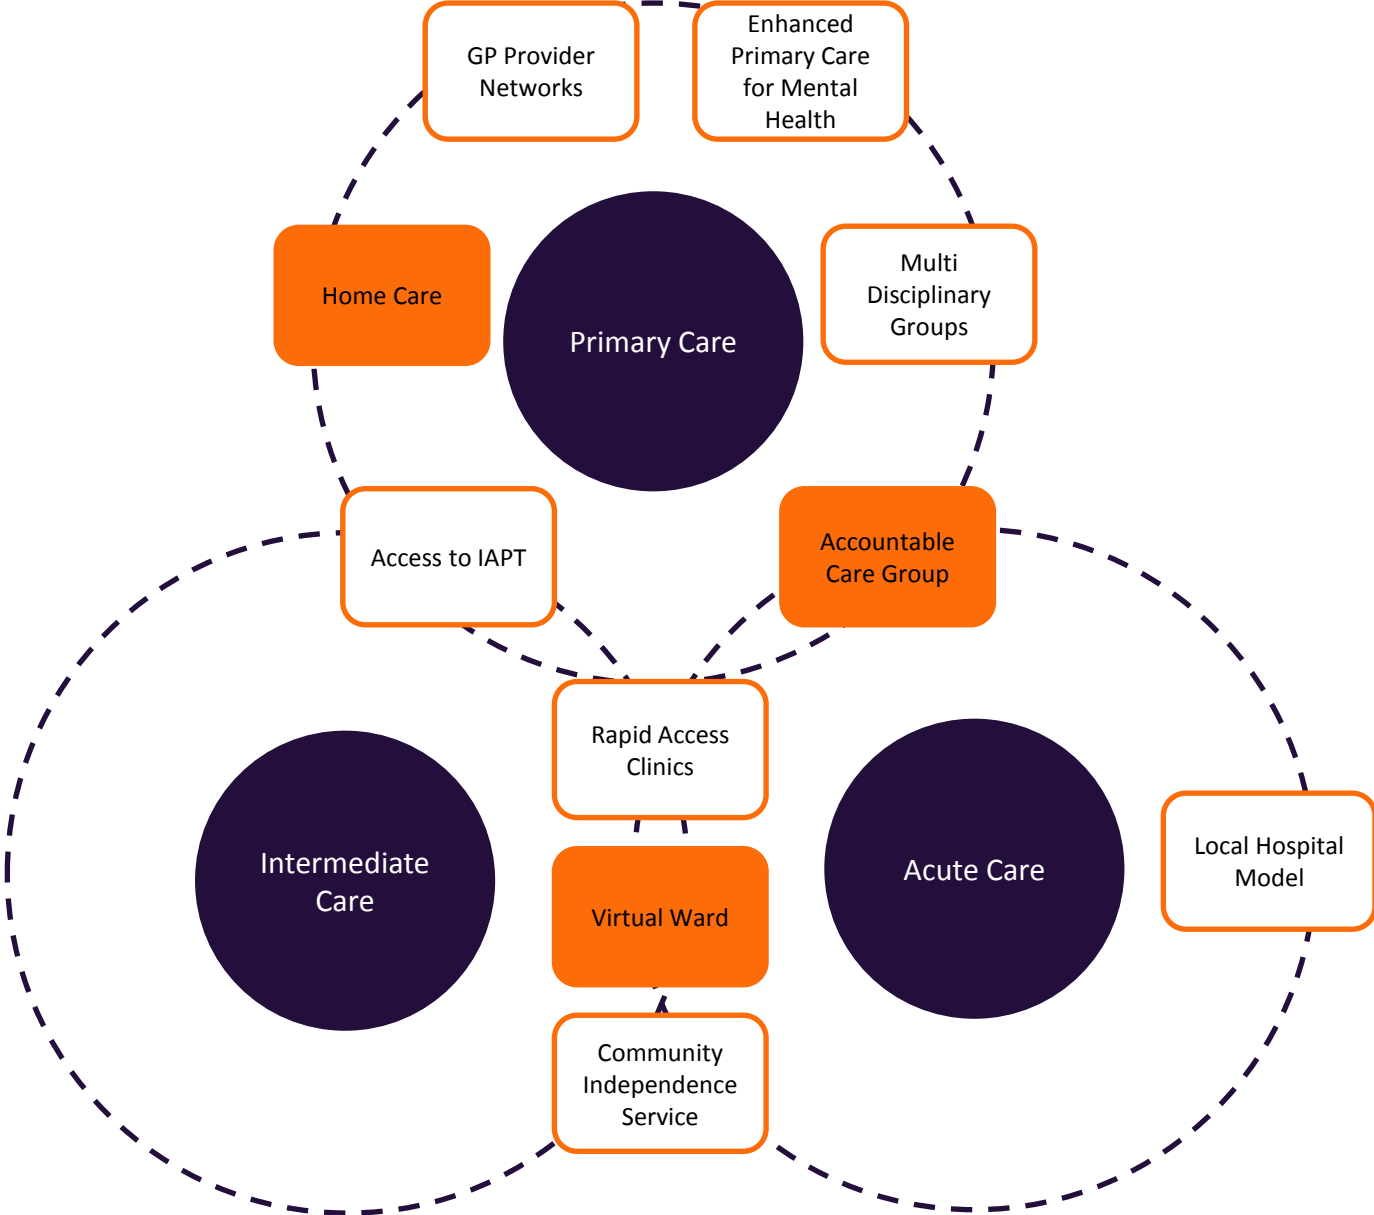 GP Provider
Networks
Enhanced
Primary Care
for Mental
Health
Home Care
Primary Care
Multi
Disciplinary
Groups
Access to IAPT
Accountable
Care Group
Rapid Access
Clinics
Intermediate
Care
Virtual Ward
Acute Care
Local Hospital
Model
Community
Independence
Service